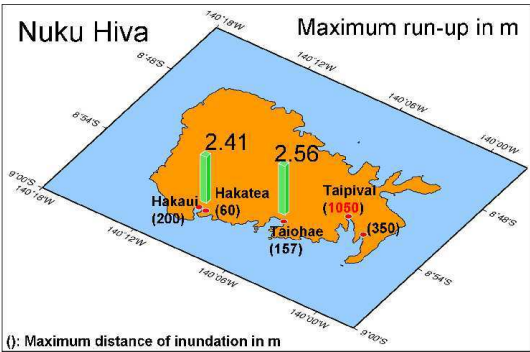 Nuku Hiva
Maximum run-up in m
140°18'W
140°12'W
140°06'W
140°00'W
8°48'S
8°54'S
9°00'S
140°18'W
140°12'W
140°06'W
140°00'W
8°48'S
8°54'S
9°00'S
2.41
2.56
Hakaui
(200)
Hakatea
(60)
Taiohae
(157)
Taipivai
(1050)
(350)
(): Maximum distance of inundation in m